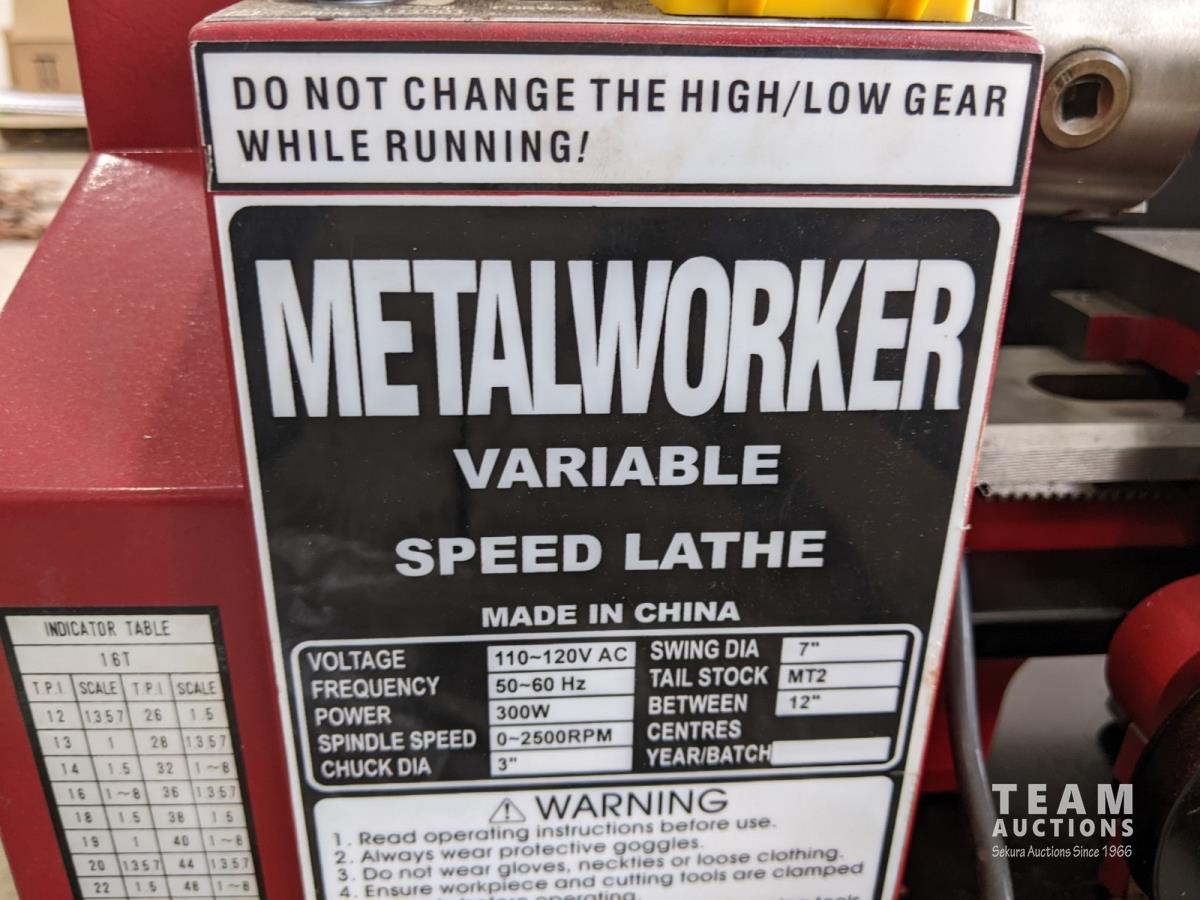 DO NOT CHANGE THE HIGH/LOW GEAR
WHILE RUNNING!
METALWORKER
VARIABLE
SPEED LATHE
MADE IN CHINA
VOLTAGE 110~120V AC
FREQUENCY 50~60 Hz
POWER 300W
SPINDLE SPEED 0~2500RPM
CHUCK DIA 3"
SWING DIA 7"
TAIL STOCK MT2
BETWEEN 12"
CENTRES
YEAR/BATCH
WARNING
1. Read operating instructions before use.
2. Always wear protective goggles.
3. Do not wear gloves, neckties or loose clothing.
4. Ensure workpiece and cutting tools are clamped
before operating.
INDICATOR TABLE
16T
T.P.I. SCALE T.P.I. SCALE
12 1357 26 1.5
13 1 28 1357
14 1.5 32 1~8
16 1~8 36 1357
18 1.5 38 1.5
19 1 40 1~8
20 1357 44 1357
22 1.5 48 1~8
TEAM
AUCTIONS
Sekura Auctions Since 1966